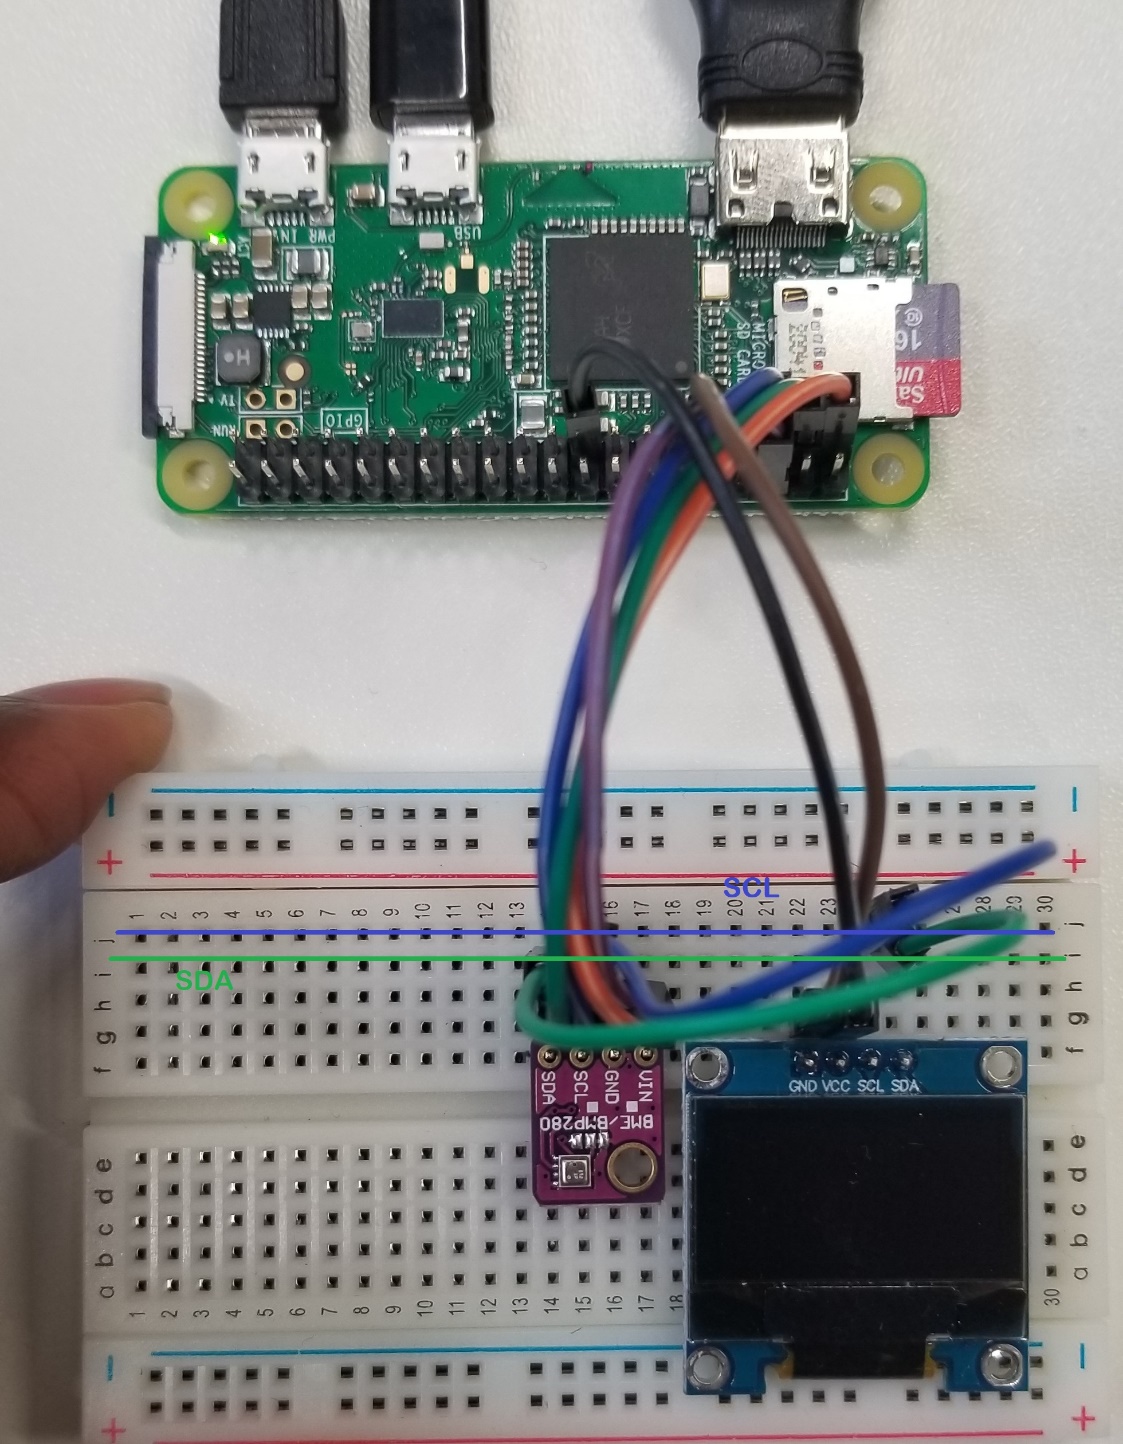 PWR IN
USB
TV
RUN
GPIO
MICRO
SD CARD
16
SCL
1 2 3 4 5 6 7 8 9 10 11 12 13 16 17 18 19 20 21 22 23 28 29 30
j
i
h
g
f
SDA
SDA SCL GND VIN
BME/BMP280
GND VCC SCL SDA
e
d
c
b
a
1 2 3 4 5 6 7 8 9 10 11 12 13 14 15 16 17 18 30